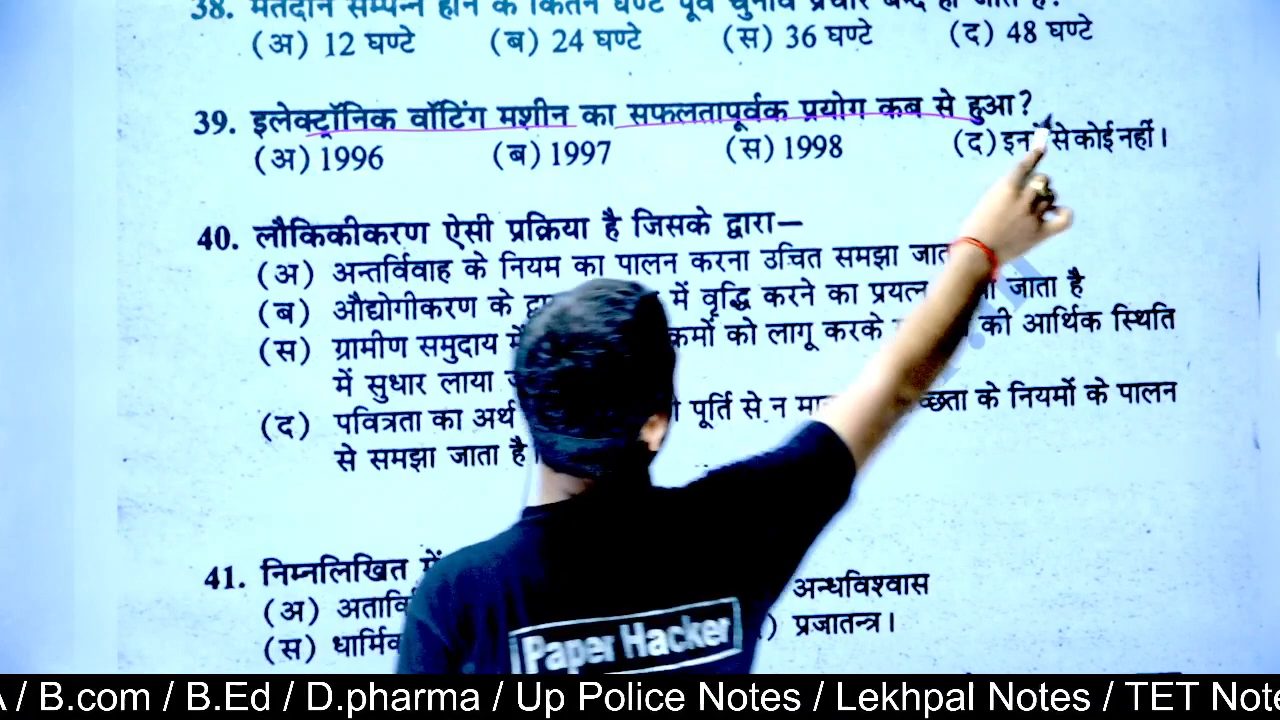 38. मतदान सम्पन्न होने के कितने घण्टे पूर्व चुनाव प्रचार बन्द हो जाता है?
(अ) 12 घण्टे (ब) 24 घण्टे (स) 36 घण्टे (द) 48 घण्टे
39. इलेक्ट्रॉनिक वॉटिंग मशीन का सफलतापूर्वक प्रयोग कब से हुआ?
(अ) 1996 (ब) 1997 (स) 1998 (द) इन से कोई नहीं।
40. लौकिकीकरण ऐसी प्रक्रिया है जिसके द्वारा—
(अ) अन्तर्विवाह के नियम का पालन करना उचित समझा जात
(ब) औद्योगीकरण के में वृद्धि करने का प्रयत्न जाता है
(स) ग्रामीण समुदाय में को लागू करके की आर्थिक स्थिति
में सुधार लाया
(द) पवित्रता का अर्थ पूर्ति से न के नियमों के पालन
से समझा जाता है।
41. निम्नलिखित में
(अ) अन्धविश्वास
(स) प्रजातन्त्र।
Paper Hacker
/ B.com / B.Ed / D.pharma / Up Police Notes / Lekhpal Notes / TET Note